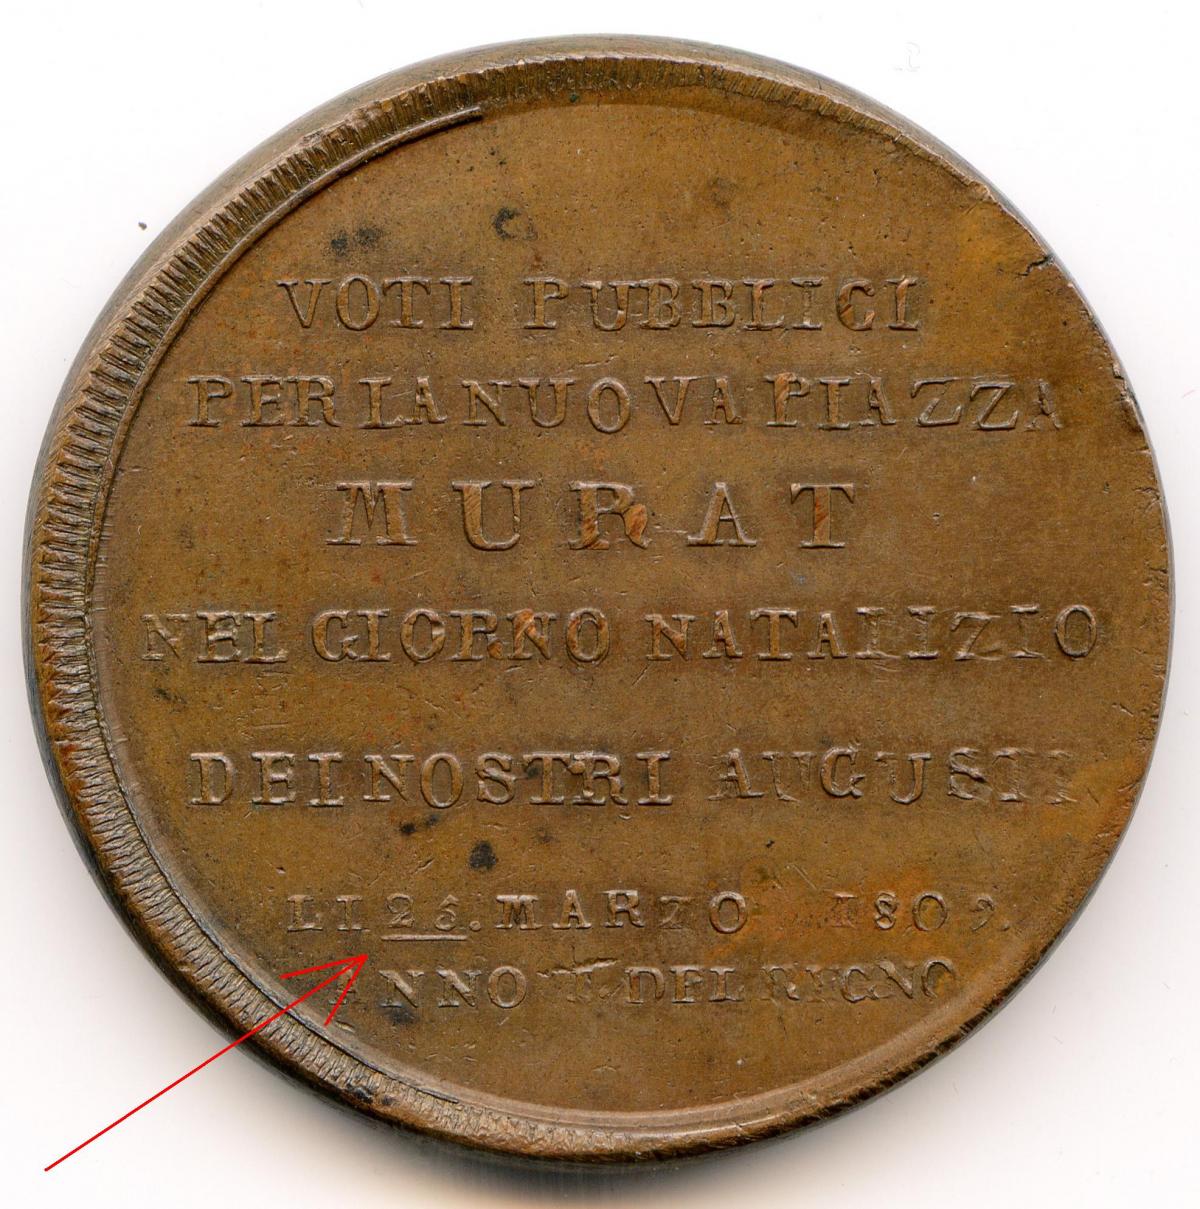 VOTI PUBBLICI
PER LA NUOVA PIAZZA
MURAT
NEL GIORNO NATALIZIO
DEI NOSTRI AUGUSTI
LI 25. MARZO 1809.
ANNO I. DEL REGNO